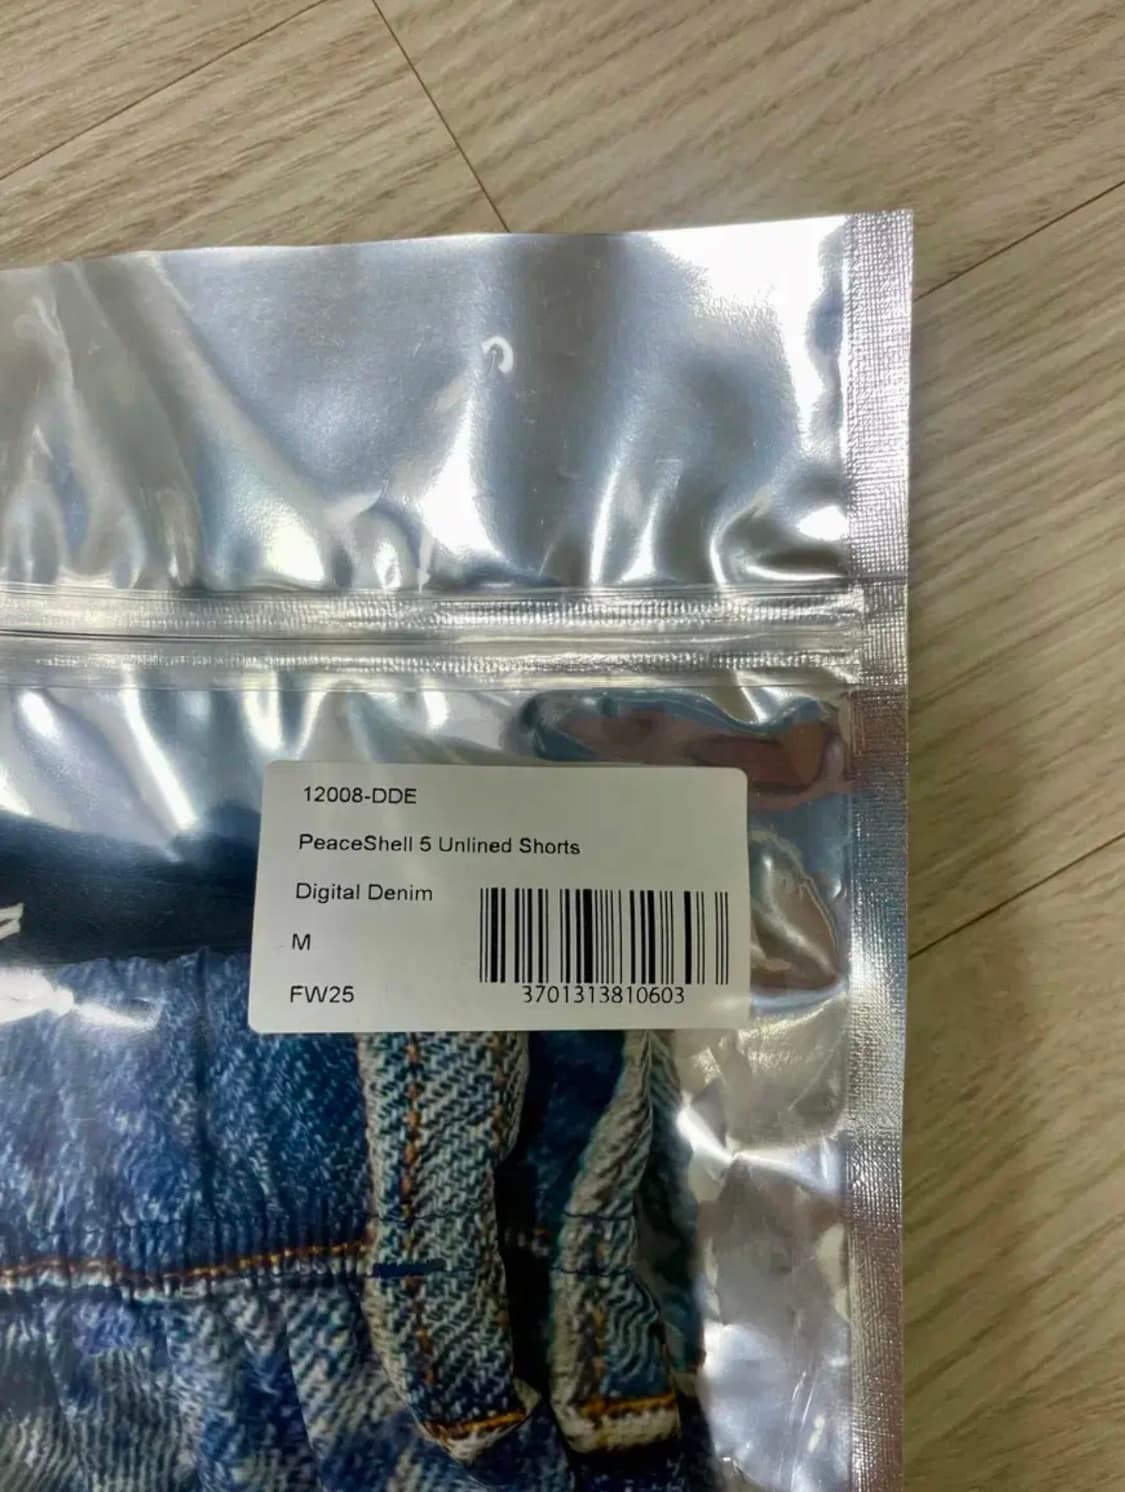 12008-DDE
PeaceShell 5 Unlined Shorts
Digital Denim
M
FW25
3701313810603